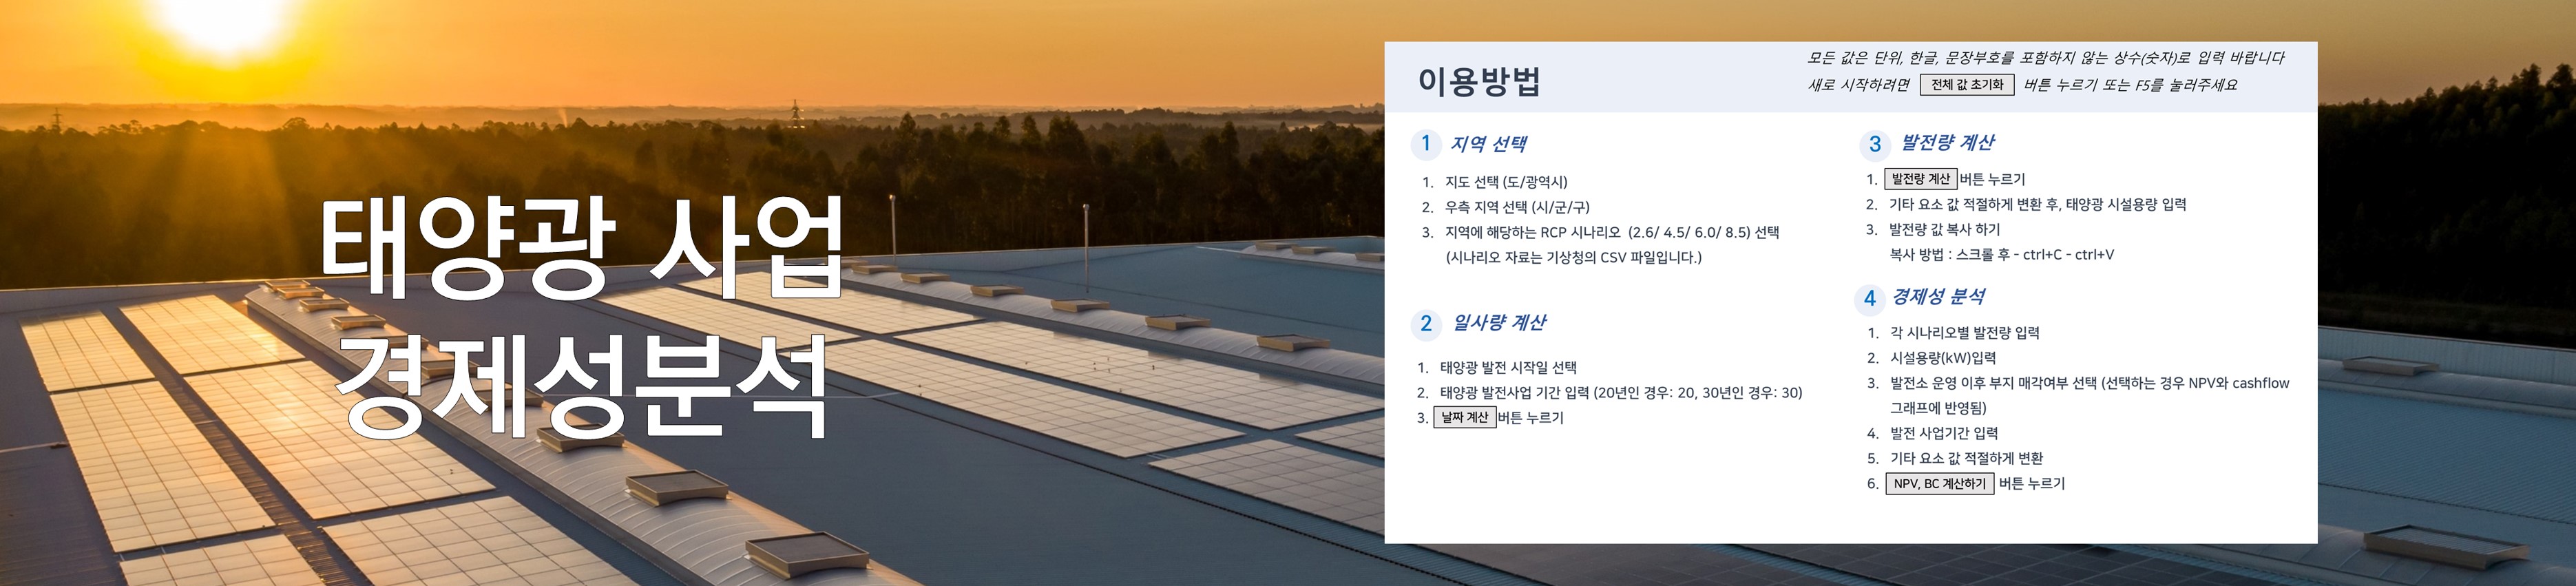 태양광 사업
경제성분석
이용방법
모든 값은 단위, 한글, 문장부호를 포함하지 않는 상수(숫자)로 입력 바랍니다
새로 시작하려면 전체 값 초기화 버튼 누르기 또는 F5를 눌러주세요
1 지역 선택
1. 지도 선택 (도/광역시)
2. 우측 지역 선택 (시/군/구)
3. 지역에 해당하는 RCP 시나리오 (2.6/ 4.5/ 6.0/ 8.5) 선택
(시나리오 자료는 기상청의 CSV 파일입니다.)
2 일사량 계산
1. 태양광 발전 시작일 선택
2. 태양광 발전사업 기간 입력 (20년인 경우: 20, 30년인 경우: 30)
3. 날짜 계산 버튼 누르기
3 발전량 계산
1. 발전량 계산 버튼 누르기
2. 기타 요소 값 적절하게 변환 후, 태양광 시설용량 입력
3. 발전량 값 복사 하기
복사 방법 : 스크롤 후 - ctrl+C - ctrl+V
4 경제성 분석
1. 각 시나리오별 발전량 입력
2. 시설용량(kW)입력
3. 발전소 운영 이후 부지 매각여부 선택 (선택하는 경우 NPV와 cashflow
그래프에 반영됨)
4. 발전 사업기간 입력
5. 기타 요소 값 적절하게 변환
6. NPV, BC 계산하기 버튼 누르기